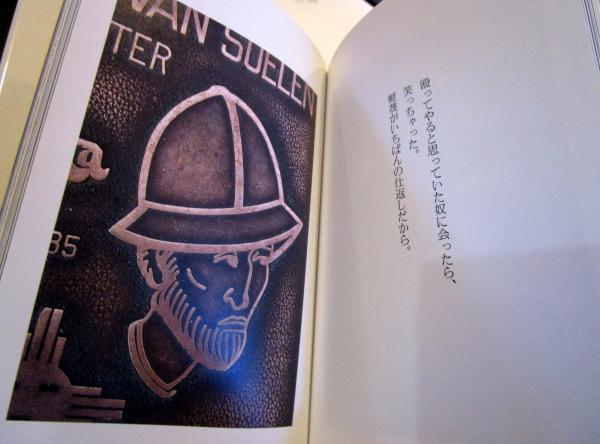 VAN SUELEN
TER
a
85
殴ってやると思っていた奴に会ったら、
笑っちゃった。
軽蔑がいちばんの仕返しだから。